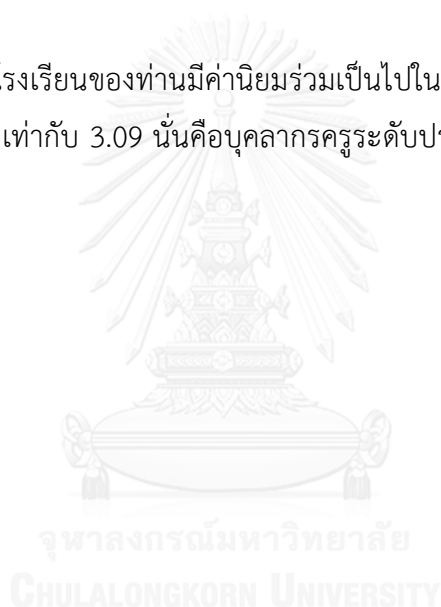 โรงเรียนของท่านมีค่านิยมร่วมเป็นไปใน
เท่ากับ 3.09 นั่นคือบุคลากรครูระดับปร
จุฬาลงกรณ์มหาวิทยาลัย
CHULALONGKORN UNIVERSITY